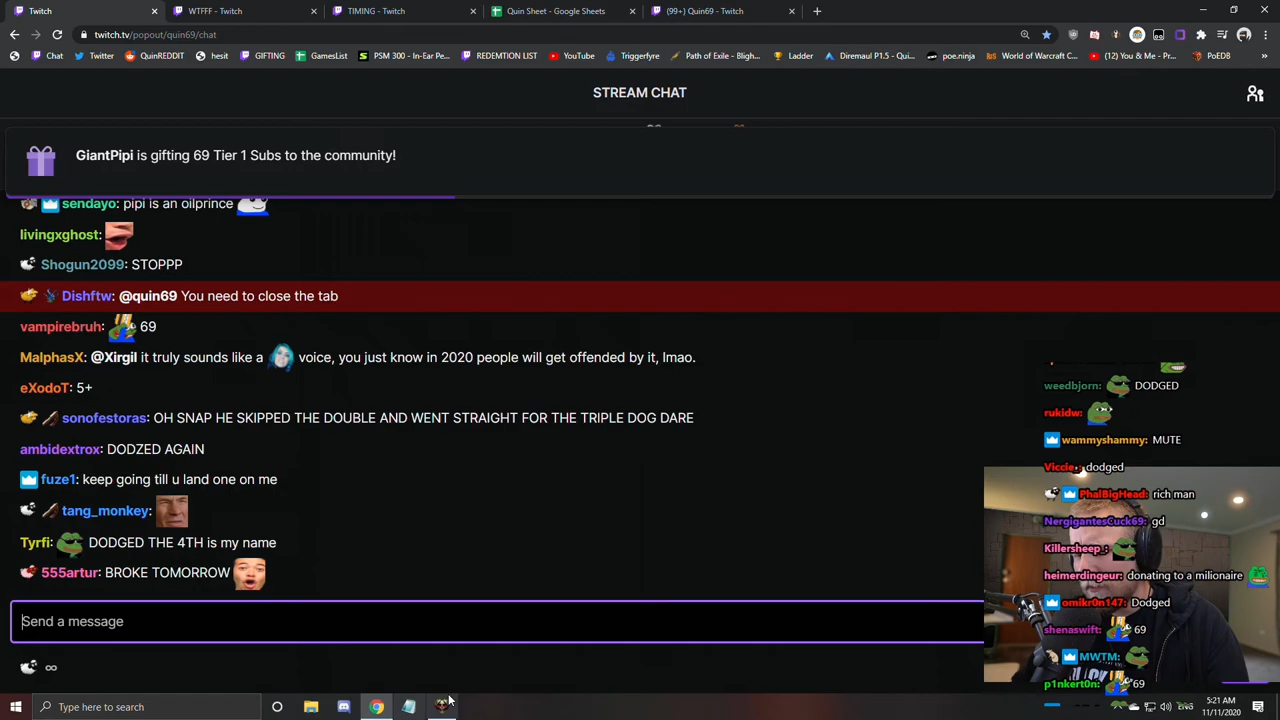 Twitch
WTFFF - Twitch
TIMING - Twitch
Quin Sheet - Google Sheets
(99+) Quin69 - Twitch
twitch.tv/popout/quin69/chat
Chat
Twitter
QuinREDDIT
hesit
GIFTING
GamesList
PSM 300 - In-Ear Pe...
REDEMTION LIST
YouTube
Triggerfyre
Path of Exile - Bligh...
Ladder
Diremaul P1.5 - Qui...
poe.ninja
World of Warcraft C...
(12) You & Me - Pr...
PoEDB
STREAM CHAT
GiantPipi is gifting 69 Tier 1 Subs to the community!
sendayo: pipi is an oilprince
livingxghost:
Shogun2099: STOPPP
Dishftw: @quin69 You need to close the tab
vampirebruh: 69
MalphasX: @Xirgil it truly sounds like a voice, you just know in 2020 people will get offended by it, lmao.
eXodoT: 5+
sonofestoras: OH SNAP HE SKIPPED THE DOUBLE AND WENT STRAIGHT FOR THE TRIPLE DOG DARE
ambidextrox: DODZED AGAIN
fuze1: keep going till u land one on me
tang_monkey:
Tyrfi: DODGED THE 4TH is my name
555artur: BROKE TOMORROW
Send a message
∞
weedbjorn: DODGED
rukidw:
wammyshammy: MUTE
Viccie_: dodged
PhalBigHead: rich man
NergigantesCuck69: gd
Killersheep_:
heimerdingeur: donating to a milionaire
omikr0n147: Dodged
shenaswift: 69
MWTM:
p1nkert0n: 69
Type here to search
5:21 AM
11/11/2020